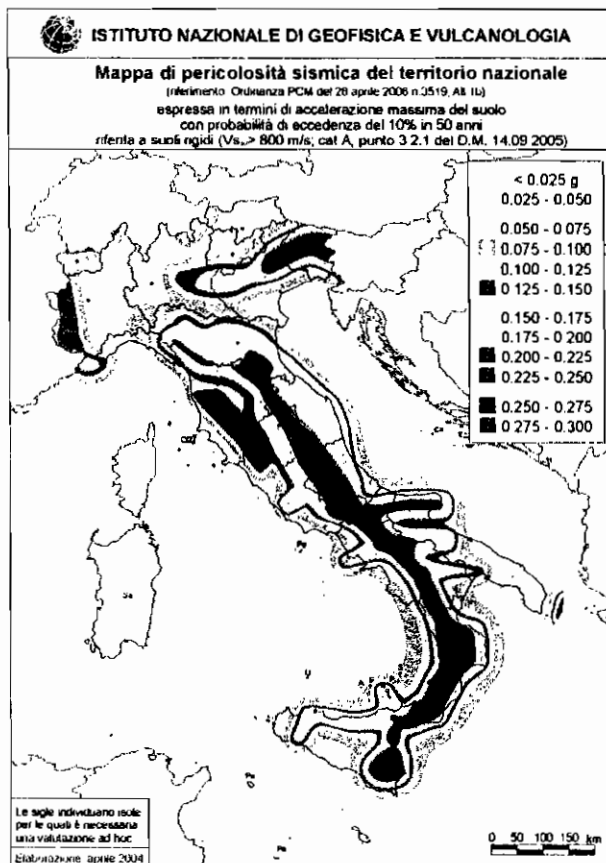 ISTITUTO NAZIONALE DI GEOFISICA E VULCANOLOGIA
Mappa di pericolosità sismica del territorio nazionale
(riferimento: Ordinanza PCM del 28 aprile 2006 n.3519, All.1b)
espressa in termini di accelerazione massima del suolo
con probabilità di eccedenza del 10% in 50 anni
riferita a suoli rigidi (Vs > 800 m/s; cat A, punto 3.2.1 del D.M. 14.09.2005)
< 0.025 g
0.025 - 0.050
0.050 - 0.075
0.075 - 0.100
0.100 - 0.125
0.125 - 0.150
0.150 - 0.175
0.175 - 0.200
0.200 - 0.225
0.225 - 0.250
0.250 - 0.275
0.275 - 0.300
Le sigle individuano isole
per le quali è necessaria
una valutazione ad hoc
Elaborazione: aprile 2004
0 50 100 150 km